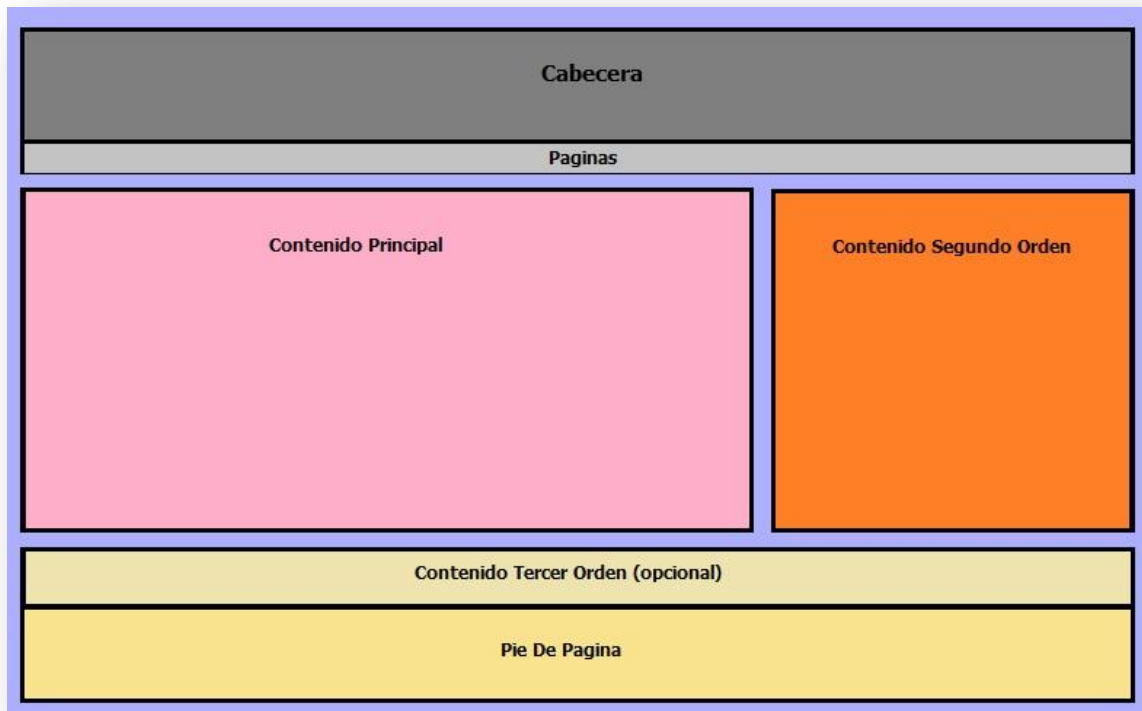 Cabecera
Paginas
Contenido Principal
Contenido Segundo Orden
Contenido Tercer Orden (opcional)
Pie De Pagina